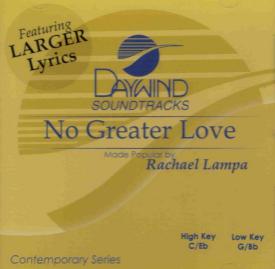 Featuring
LARGER
Lyrics
DAYWIND
SOUNDTRACKS
No Greater Love
Made Popular by
Rachael Lampa
High Key
C/Eb
Low Key
G/Bb
Contemporary Series